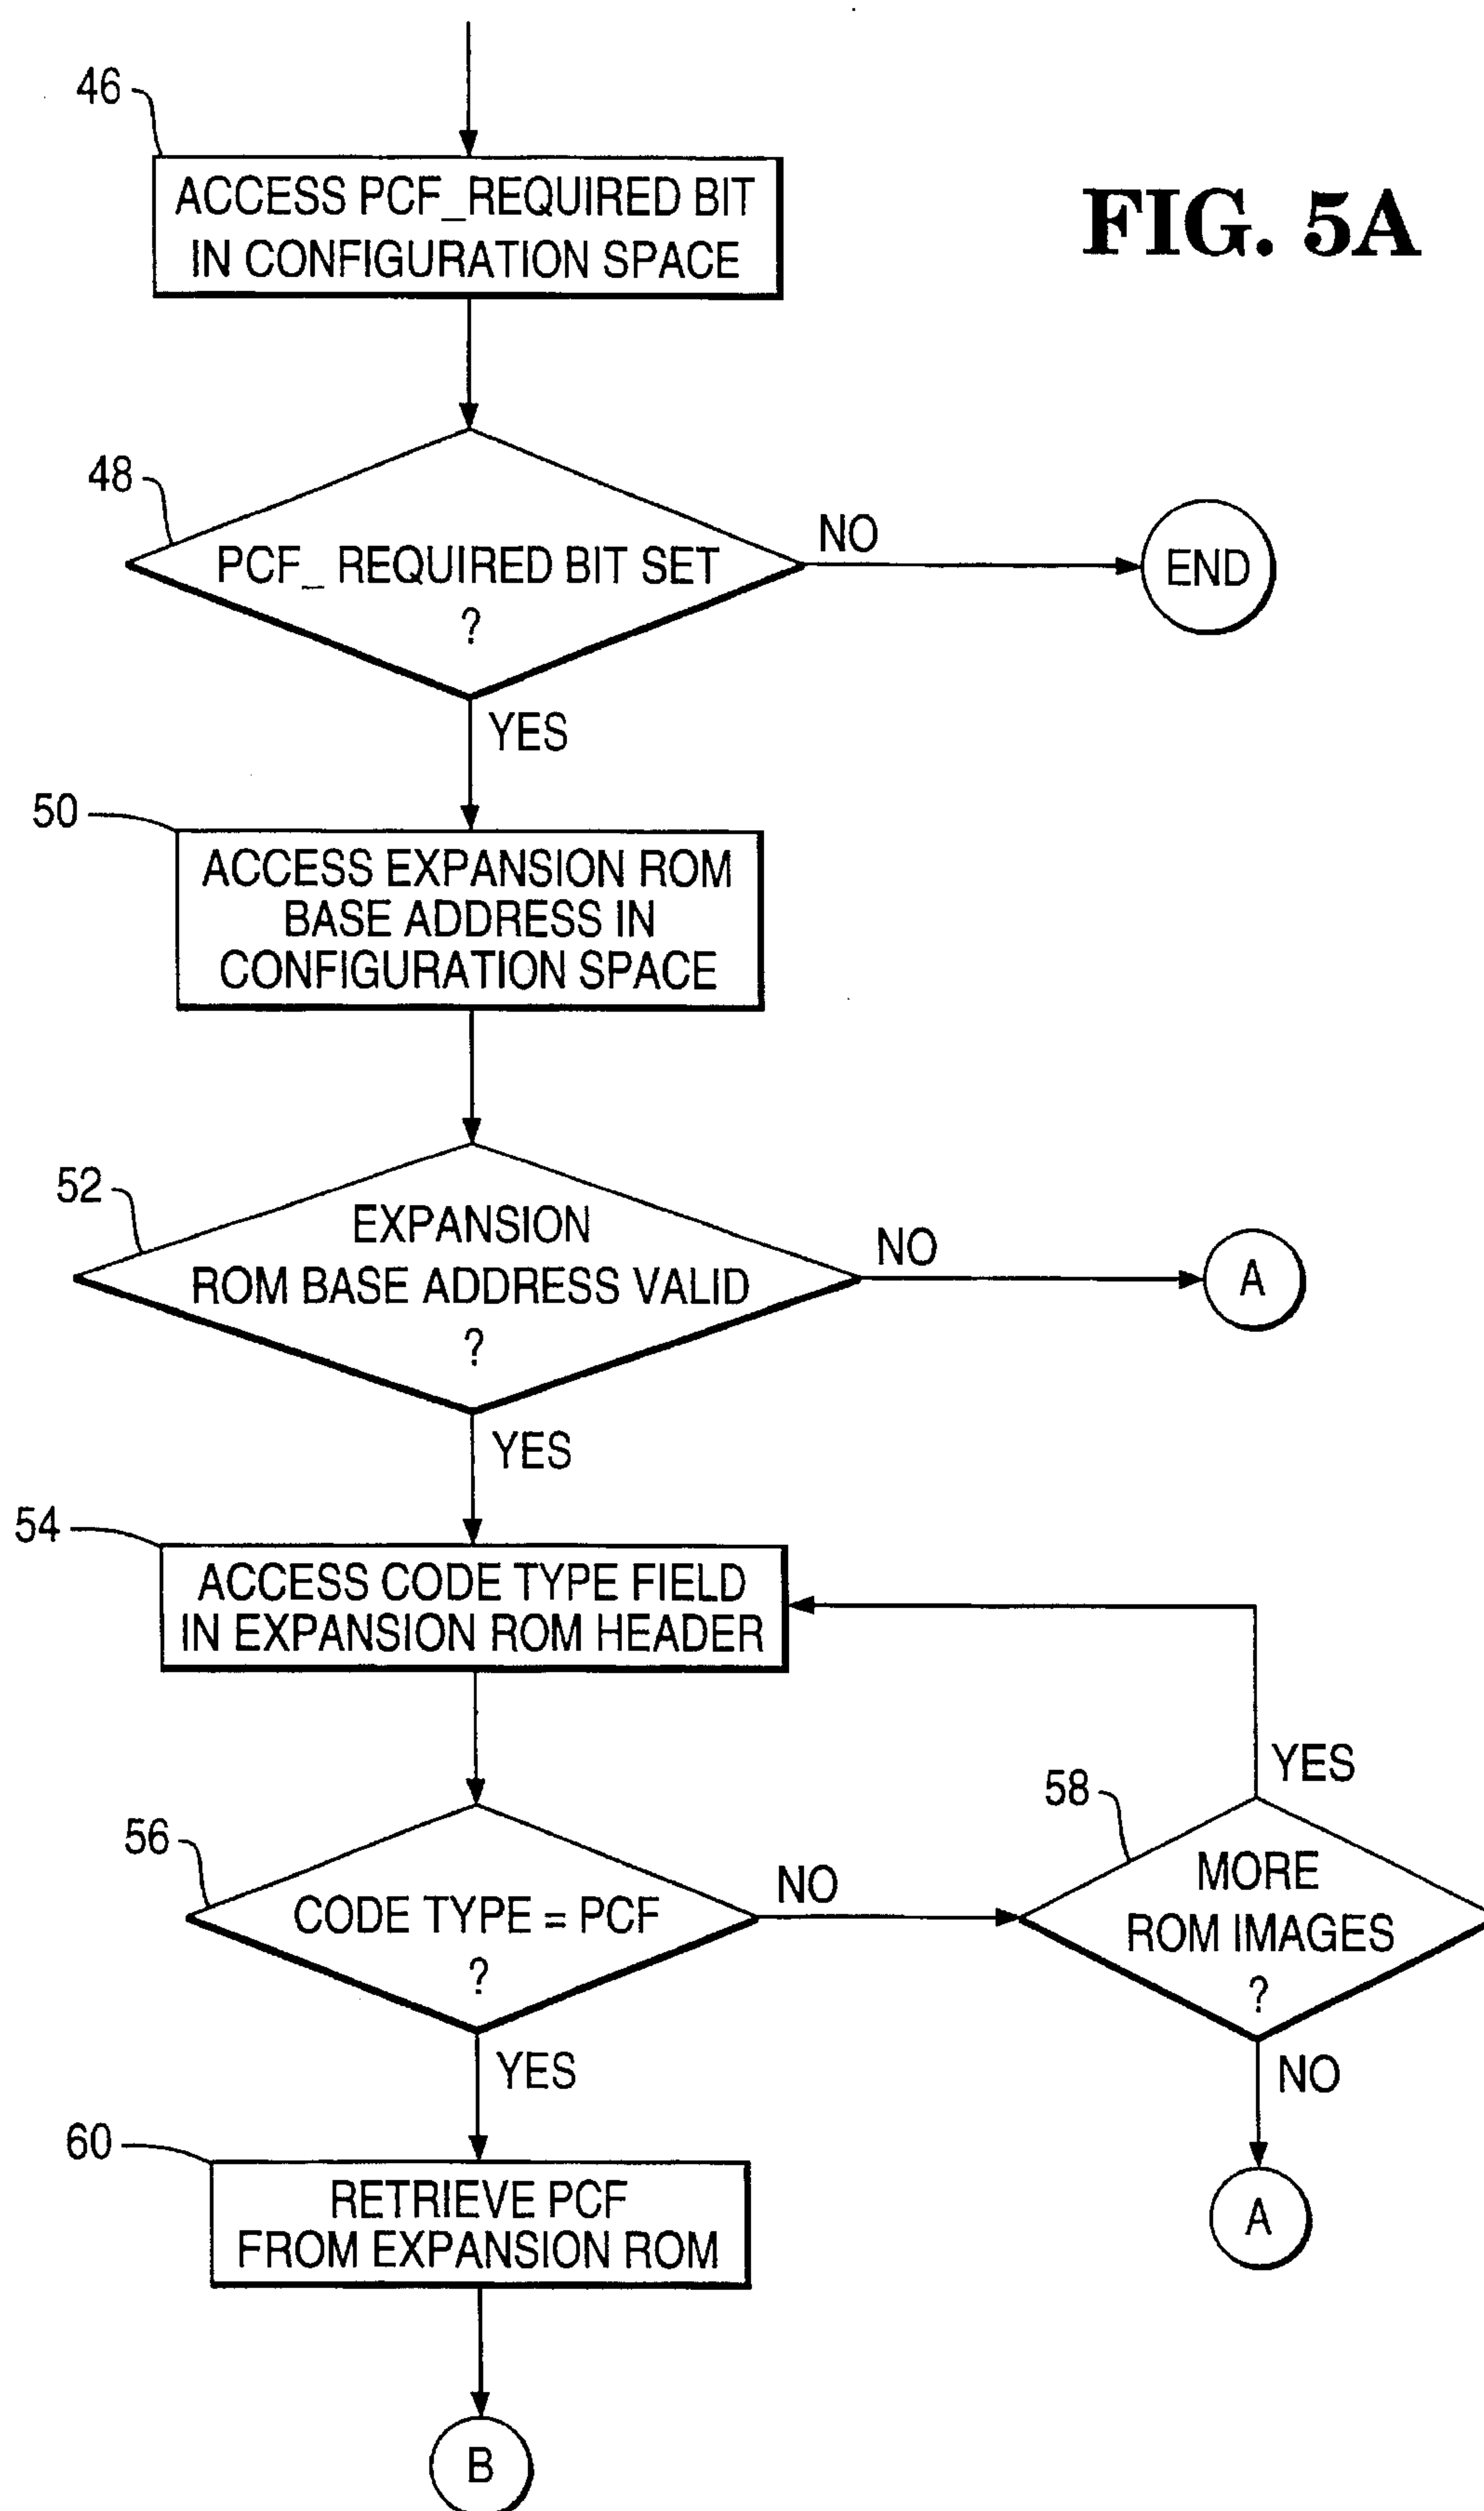 46
ACCESS PCF_REQUIRED BIT
IN CONFIGURATION SPACE
FIG. 5A
48
PCF_ REQUIRED BIT SET
?
NO
END
YES
50
ACCESS EXPANSION ROM
BASE ADDRESS IN
CONFIGURATION SPACE
52
EXPANSION
ROM BASE ADDRESS VALID
?
NO
A
YES
54
ACCESS CODE TYPE FIELD
IN EXPANSION ROM HEADER
56
CODE TYPE = PCF
?
NO
58
YES
MORE
ROM IMAGES
?
NO
A
YES
60
RETRIEVE PCF
FROM EXPANSION ROM
B